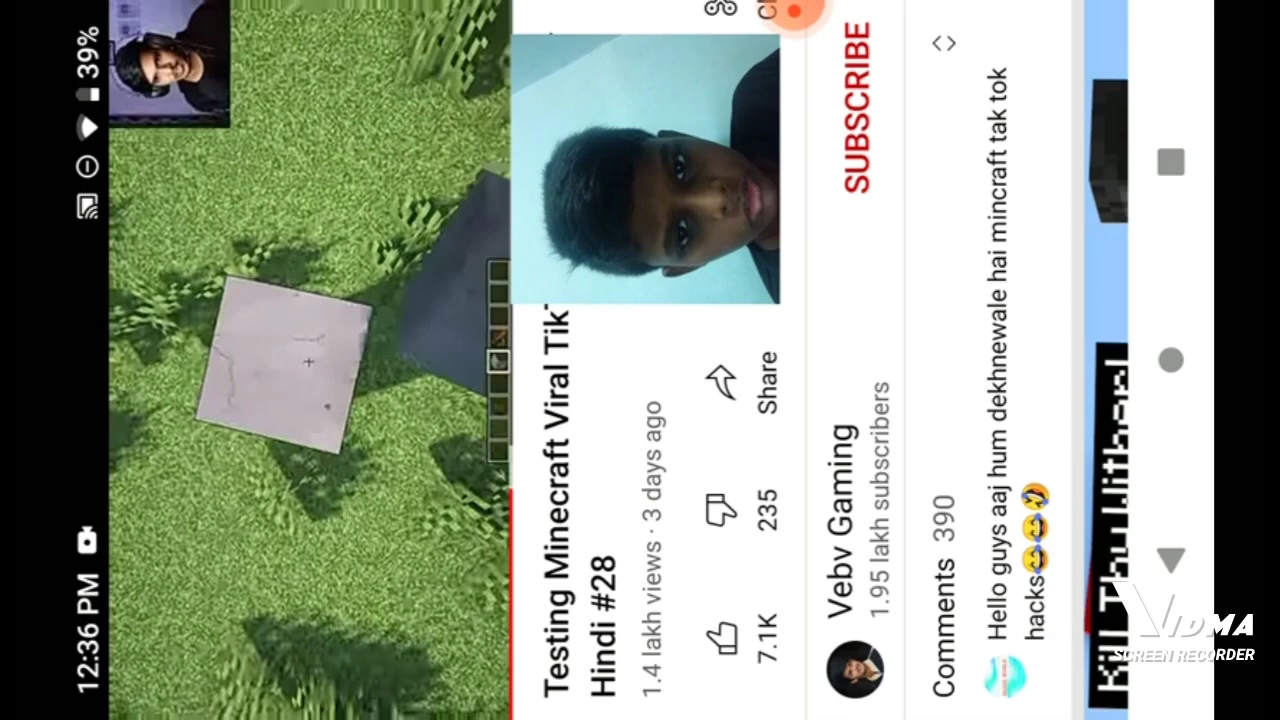 12:36 PM
39%
Testing Minecraft Viral Tik
Hindi #28
1.4 lakh views · 3 days ago
7.1K
235
Share
Vebv Gaming
1.95 lakh subscribers
SUBSCRIBE
Comments 390
Hello guys aaj hum dekhnewale hai mincraft tak tok
hacks😂😂🤣
Kill Thy
VIDMA
SCREEN RECORDER